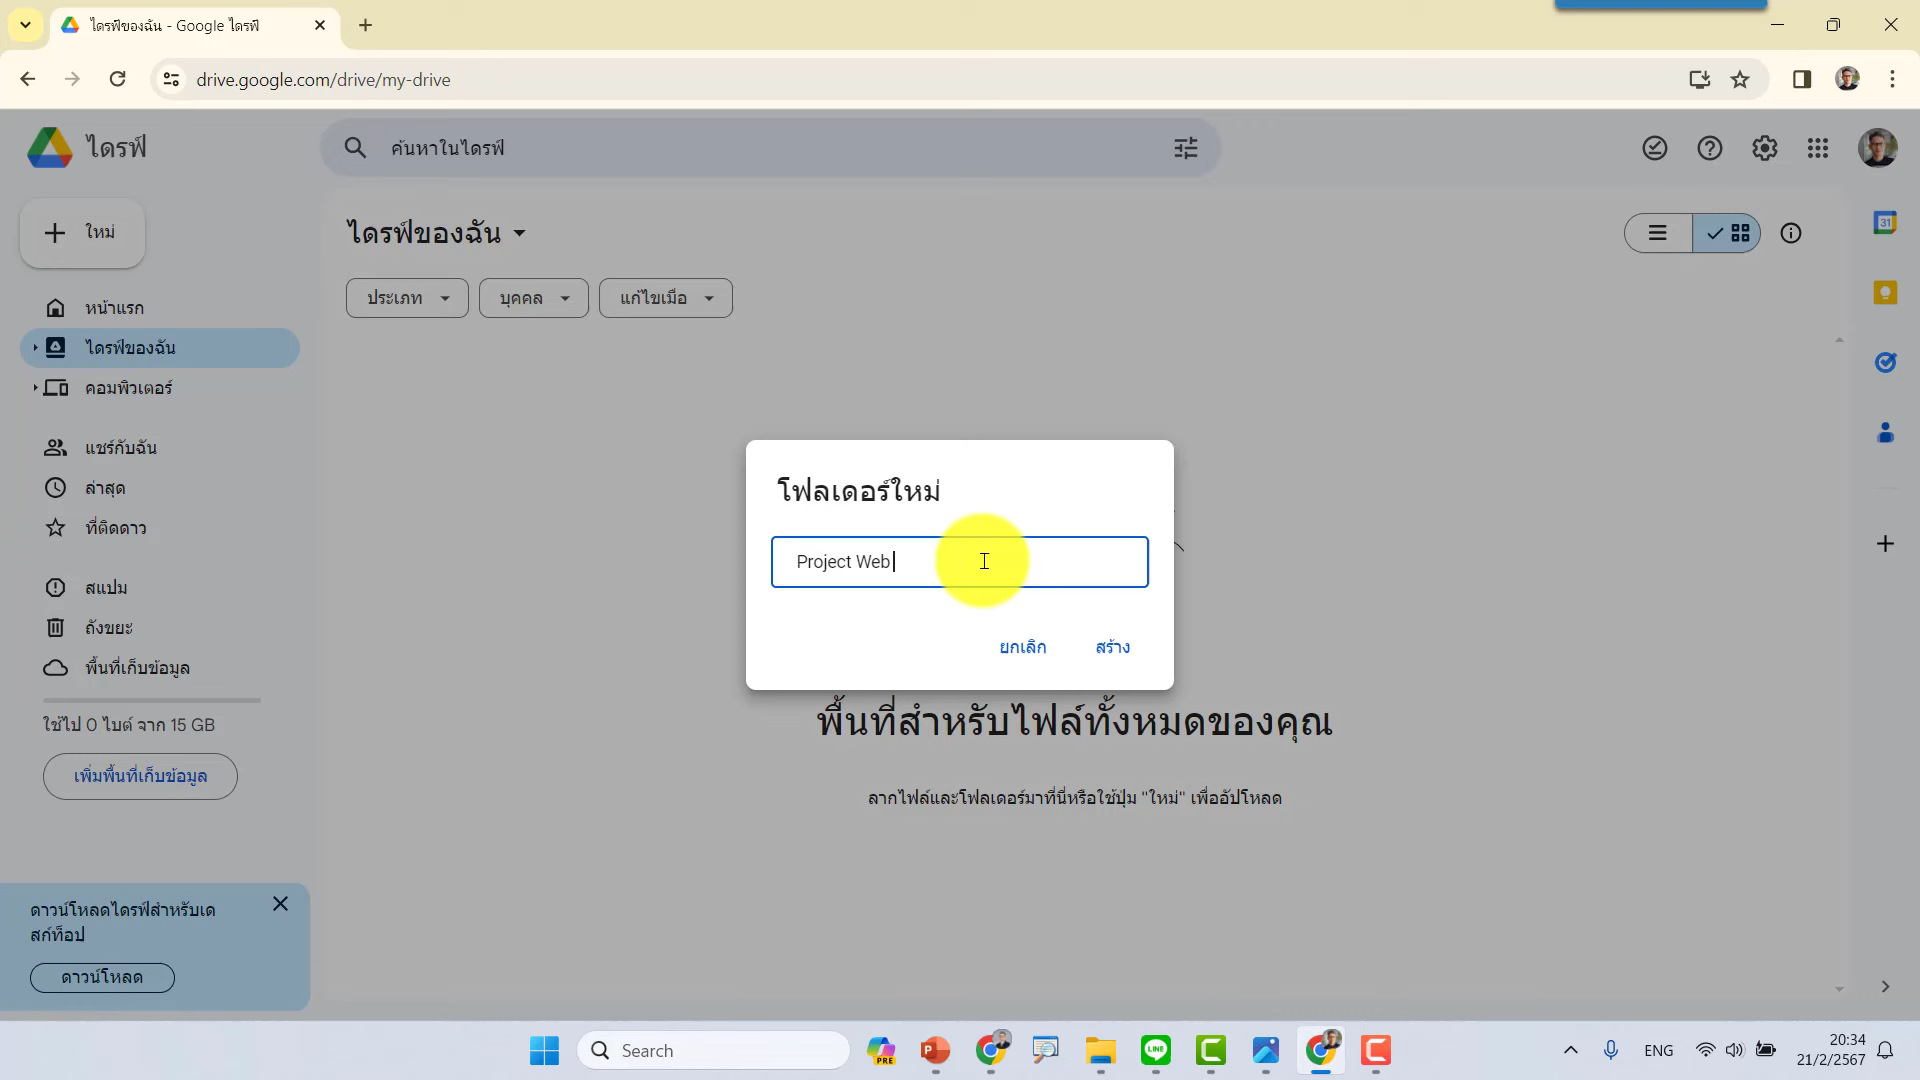 ไดรฟ์ของฉัน - Google ไดรฟ์
drive.google.com/drive/my-drive
ไดรฟ์
ค้นหาในไดรฟ์
ใหม่
ไดรฟ์ของฉัน
ประเภท
บุคคล
แก้ไขเมื่อ
หน้าแรก
ไดรฟ์ของฉัน
คอมพิวเตอร์
แชร์กับฉัน
ล่าสุด
ที่ติดดาว
สแปม
ถังขยะ
พื้นที่เก็บข้อมูล
ใช้ไป 0 ไบต์ จาก 15 GB
เพิ่มพื้นที่เก็บข้อมูล
โฟลเดอร์ใหม่
Project Web
ยกเลิก
สร้าง
พื้นที่สำหรับไฟล์ทั้งหมดของคุณ
ลากไฟล์และโฟลเดอร์มาที่นี่หรือใช้ปุ่ม "ใหม่" เพื่ออัปโหลด
ดาวน์โหลดไดรฟ์สำหรับเด
สก์ท็อป
ดาวน์โหลด
31
Search
PRE
P
LINE
C
C
ENG
20:34
21/2/2567